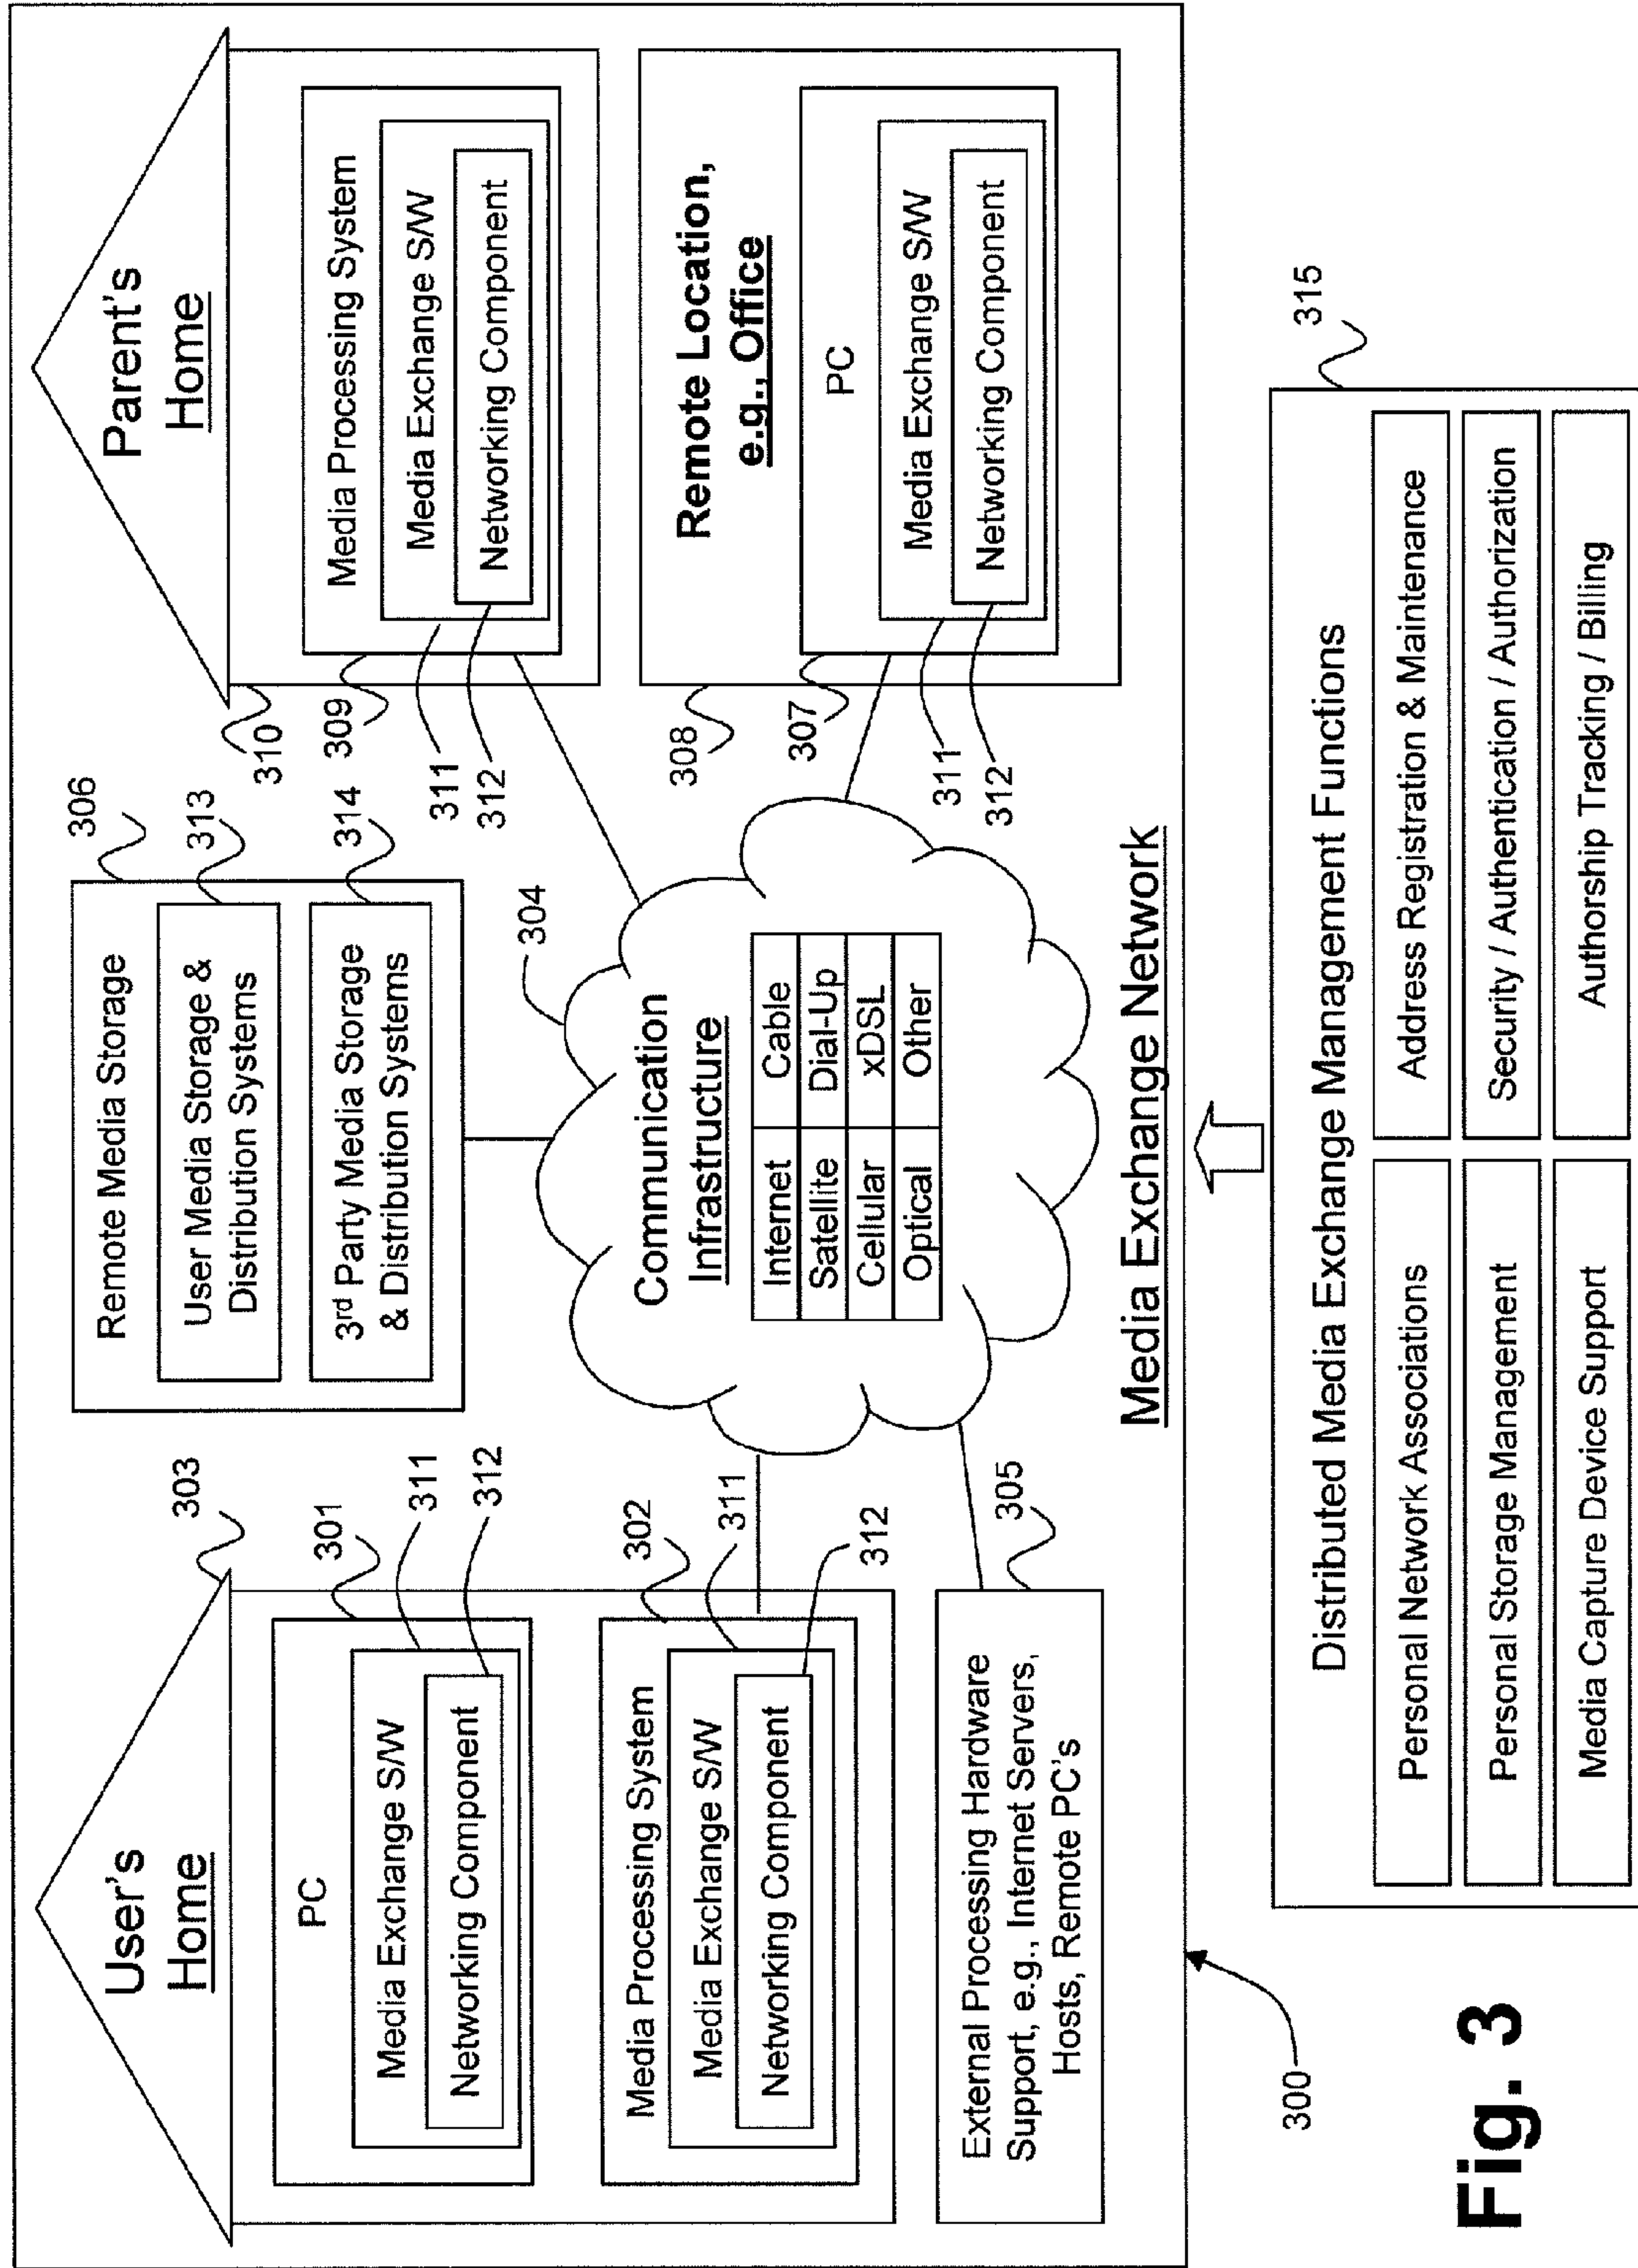 User's
Home
303
PC
301
Media Exchange S/W
311
Networking Component
312
Media Processing System
302
Media Exchange S/W
311
Networking Component
312
External Processing Hardware
Support, e.g., Internet Servers,
Hosts, Remote PC's
305
Remote Media Storage
306
User Media Storage &
Distribution Systems
313
3rd Party Media Storage
& Distribution Systems
314
304
Communication
Infrastructure
Internet Cable
Satellite Dial-Up
Cellular xDSL
Optical Other
Parent's
Home
310
Media Processing System
309
Media Exchange S/W
311
Networking Component
312
Remote Location,
e.g., Office
308
PC
307
Media Exchange S/W
311
Networking Component
312
Media Exchange Network
300
315
Distributed Media Exchange Management Functions
Personal Network Associations
Address Registration & Maintenance
Personal Storage Management
Security / Authentication / Authorization
Media Capture Device Support
Authorship Tracking / Billing
Fig. 3